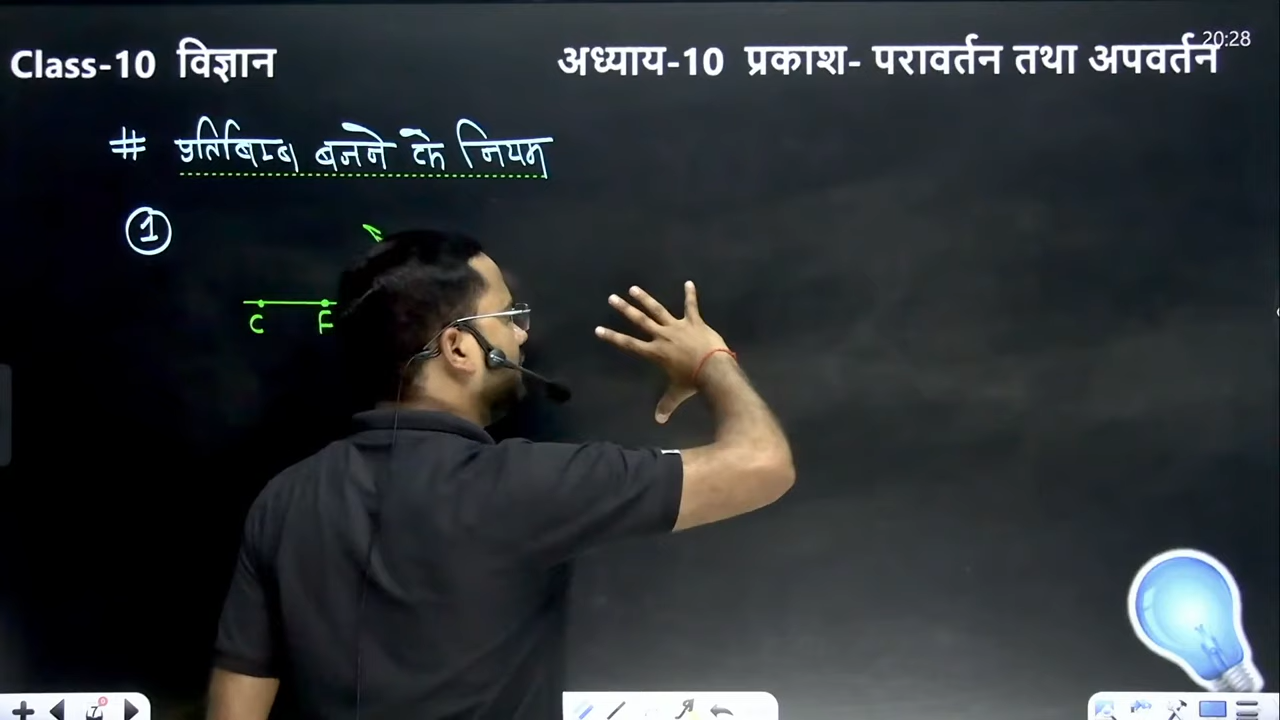 20:28
Class-10 विज्ञान
अध्याय-10 प्रकाश- परावर्तन तथा अपवर्तन
# प्रतिबिम्ब बनने के नियम
1
C F